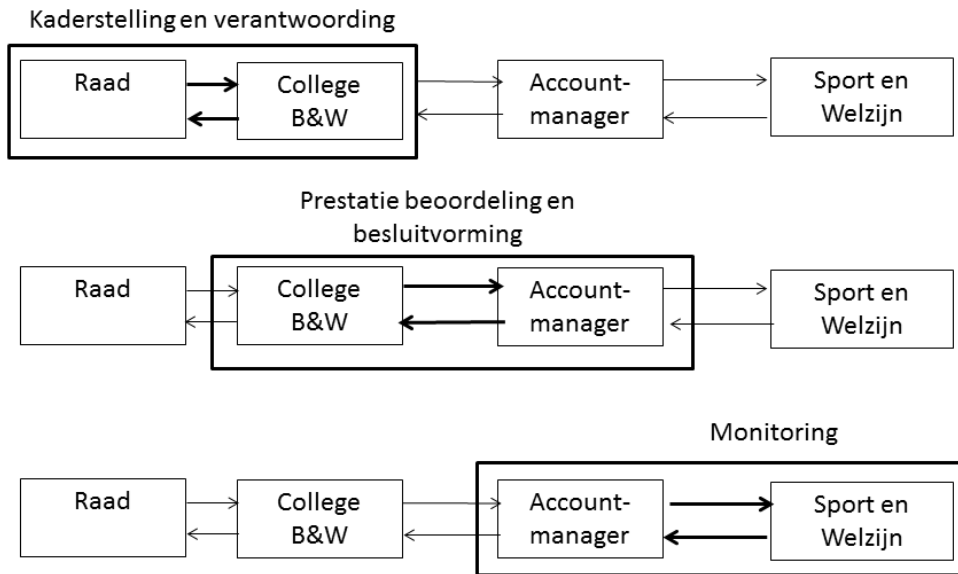 Kaderstelling en verantwoording
Raad
College
B&W
Account-
manager
Sport en
Welzijn
Prestatie beoordeling en
besluitvorming
Raad
College
B&W
Account-
manager
Sport en
Welzijn
Monitoring
Raad
College
B&W
Account-
manager
Sport en
Welzijn